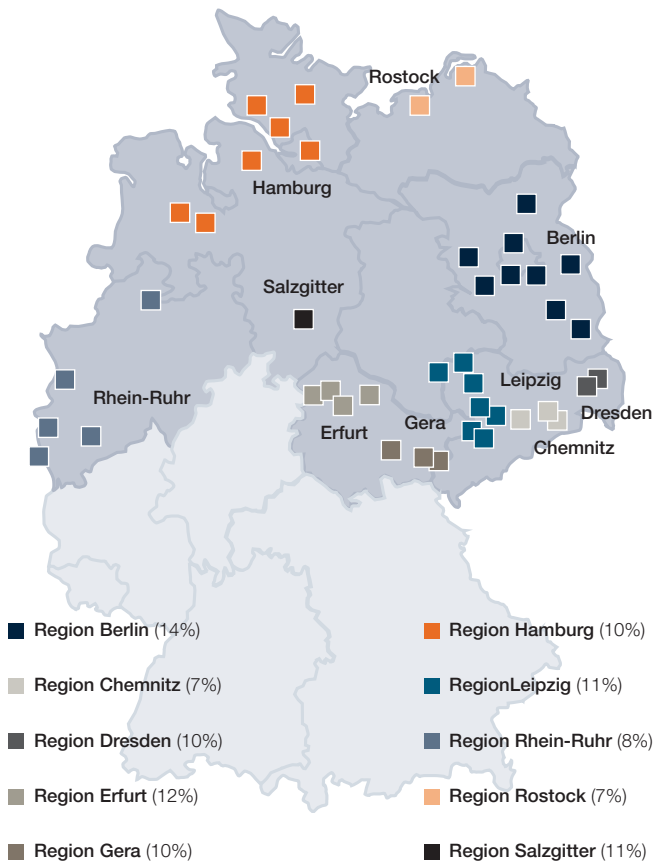 Rostock
Hamburg
Berlin
Salzgitter
Leipzig
Rhein-Ruhr
Dresden
Gera
Erfurt
Chemnitz
Region Berlin (14%)
Region Chemnitz (7%)
Region Dresden (10%)
Region Erfurt (12%)
Region Gera (10%)
Region Hamburg (10%)
RegionLeipzig (11%)
Region Rhein-Ruhr (8%)
Region Rostock (7%)
Region Salzgitter (11%)